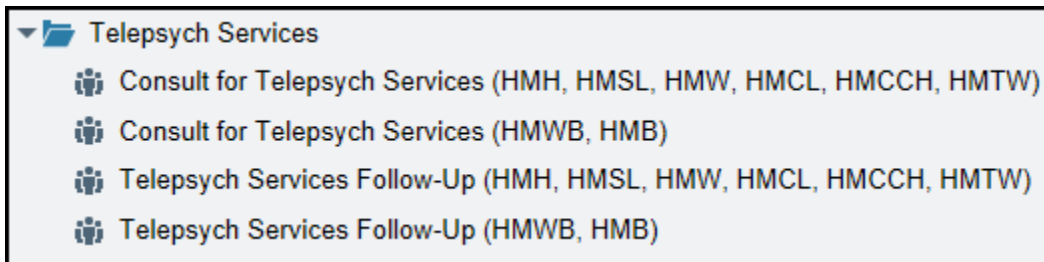 Telepsych Services
Consult for Telepsych Services (HMH, HMSL, HMW, HMCL, HMCCH, HMTW)
Consult for Telepsych Services (HMWB, HMB)
Telepsych Services Follow-Up (HMH, HMSL, HMW, HMCL, HMCCH, HMTW)
Telepsych Services Follow-Up (HMWB, HMB)